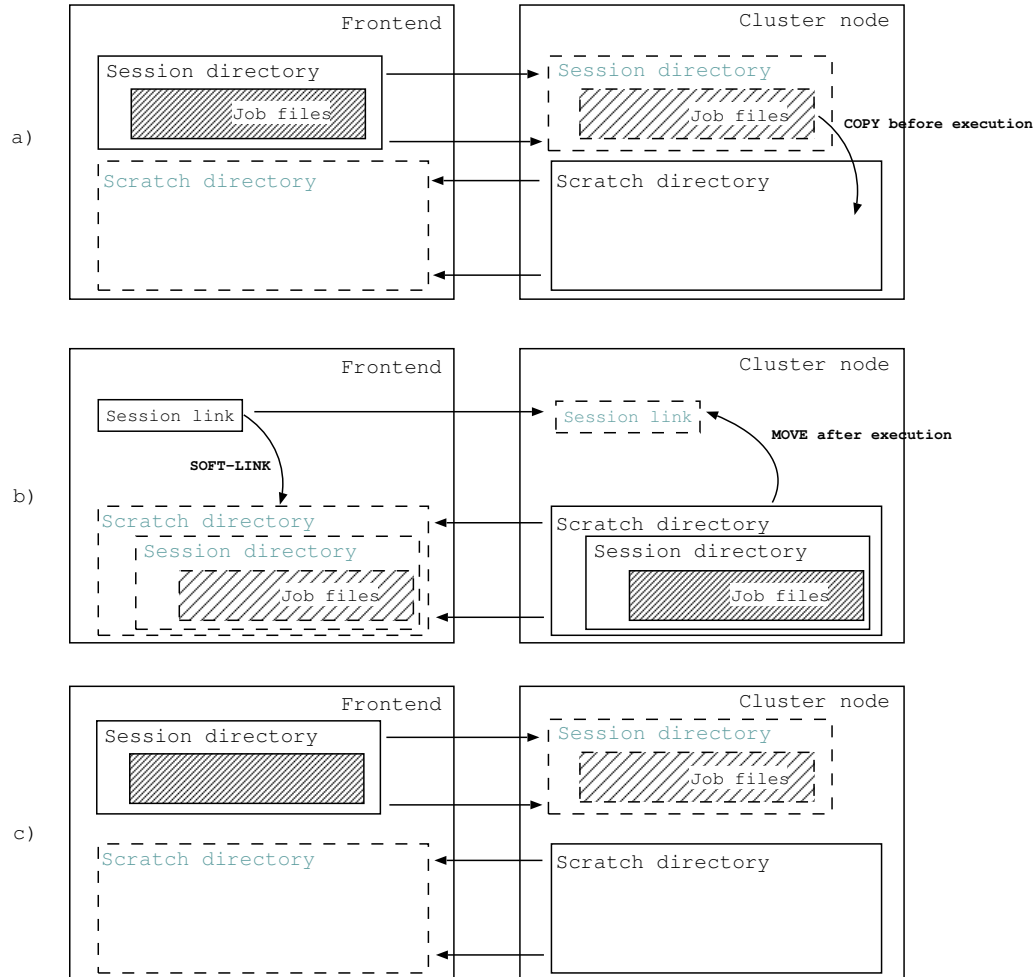 Frontend
Cluster node
Session directory
Session directory
Job files
Job files
COPY before execution
a)
Scratch directory
Scratch directory
Frontend
Cluster node
Session link
Session link
MOVE after execution
SOFT-LINK
b)
Scratch directory
Scratch directory
Session directory
Session directory
Job files
Job files
Frontend
Cluster node
Session directory
Session directory
Job files
c)
Scratch directory
Scratch directory